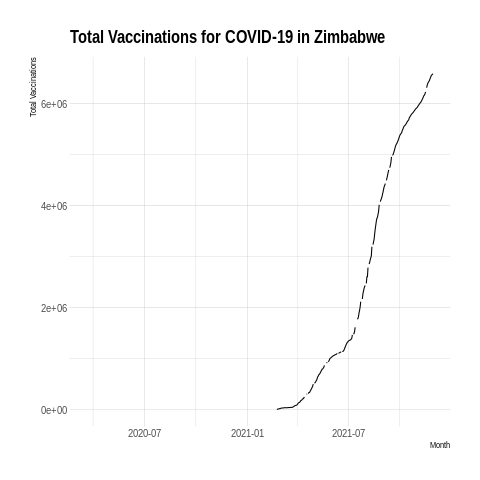 Total Vaccinations for COVID-19 in Zimbabwe
Total Vaccinations
6e+06
4e+06
2e+06
0e+00
2020-07 2021-01 2021-07
Month